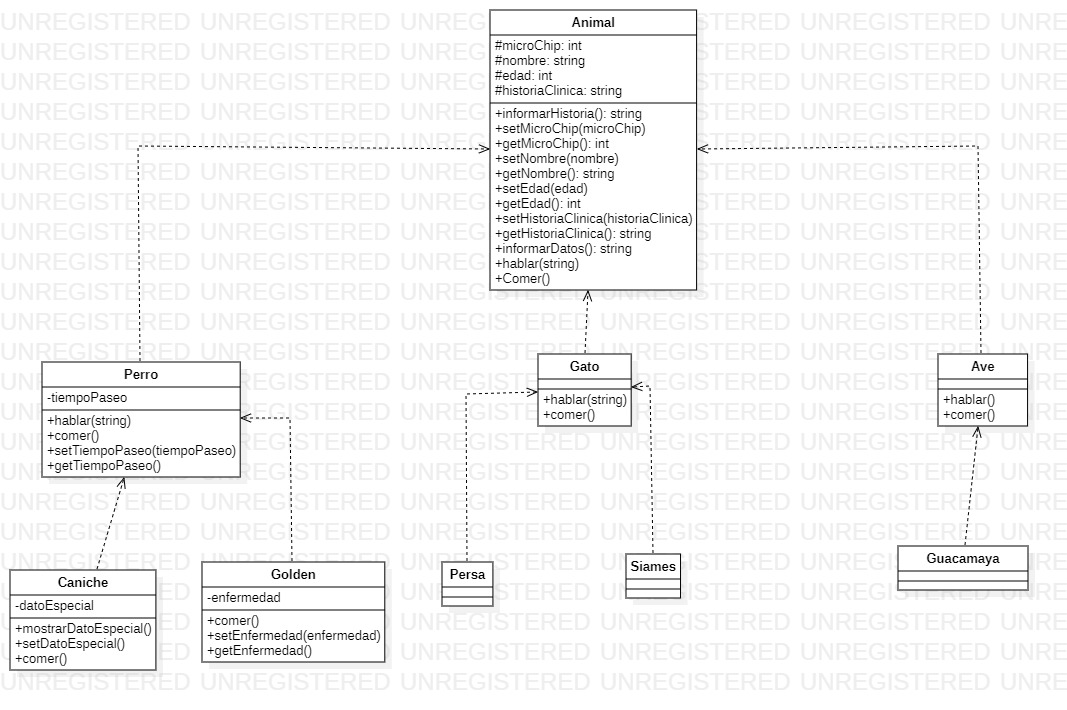 Animal
#microChip: int
#nombre: string
#edad: int
#historiaClinica: string
+informarHistoria(): string
+setMicroChip(microChip)
+getMicroChip(): int
+setNombre(nombre)
+getNombre(): string
+setEdad(edad)
+getEdad(): int
+setHistoriaClinica(historiaClinica)
+getHistoriaClinica(): string
+informarDatos(): string
+hablar(string)
+Comer()
Perro
-tiempoPaseo
+hablar(string)
+comer()
+setTiempoPaseo(tiempoPaseo)
+getTiempoPaseo()
Gato
+hablar(string)
+comer()
Ave
+hablar()
+comer()
Caniche
-datoEspecial
+mostrarDatoEspecial()
+setDatoEspecial()
+comer()
Golden
-enfermedad
+comer()
+setEnfermedad(enfermedad)
+getEnfermedad()
Persa
Siames
Guacamaya
UNREGISTERED